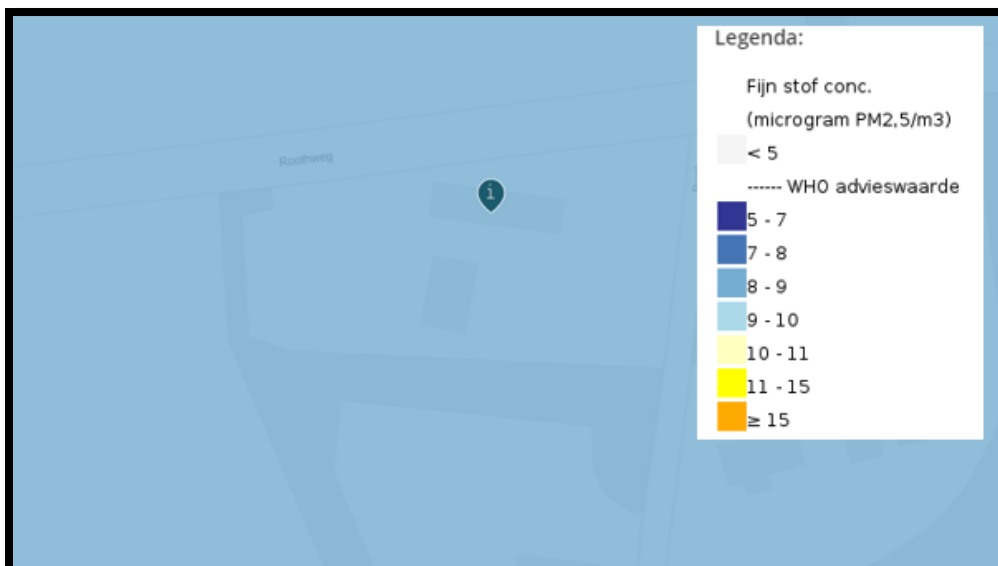 Legenda:
Fijn stof conc.
(microgram PM2,5/m3)
< 5
------ WHO advieswaarde
5 - 7
7 - 8
8 - 9
9 - 10
10 - 11
11 - 15
≥ 15
Roothweg
i